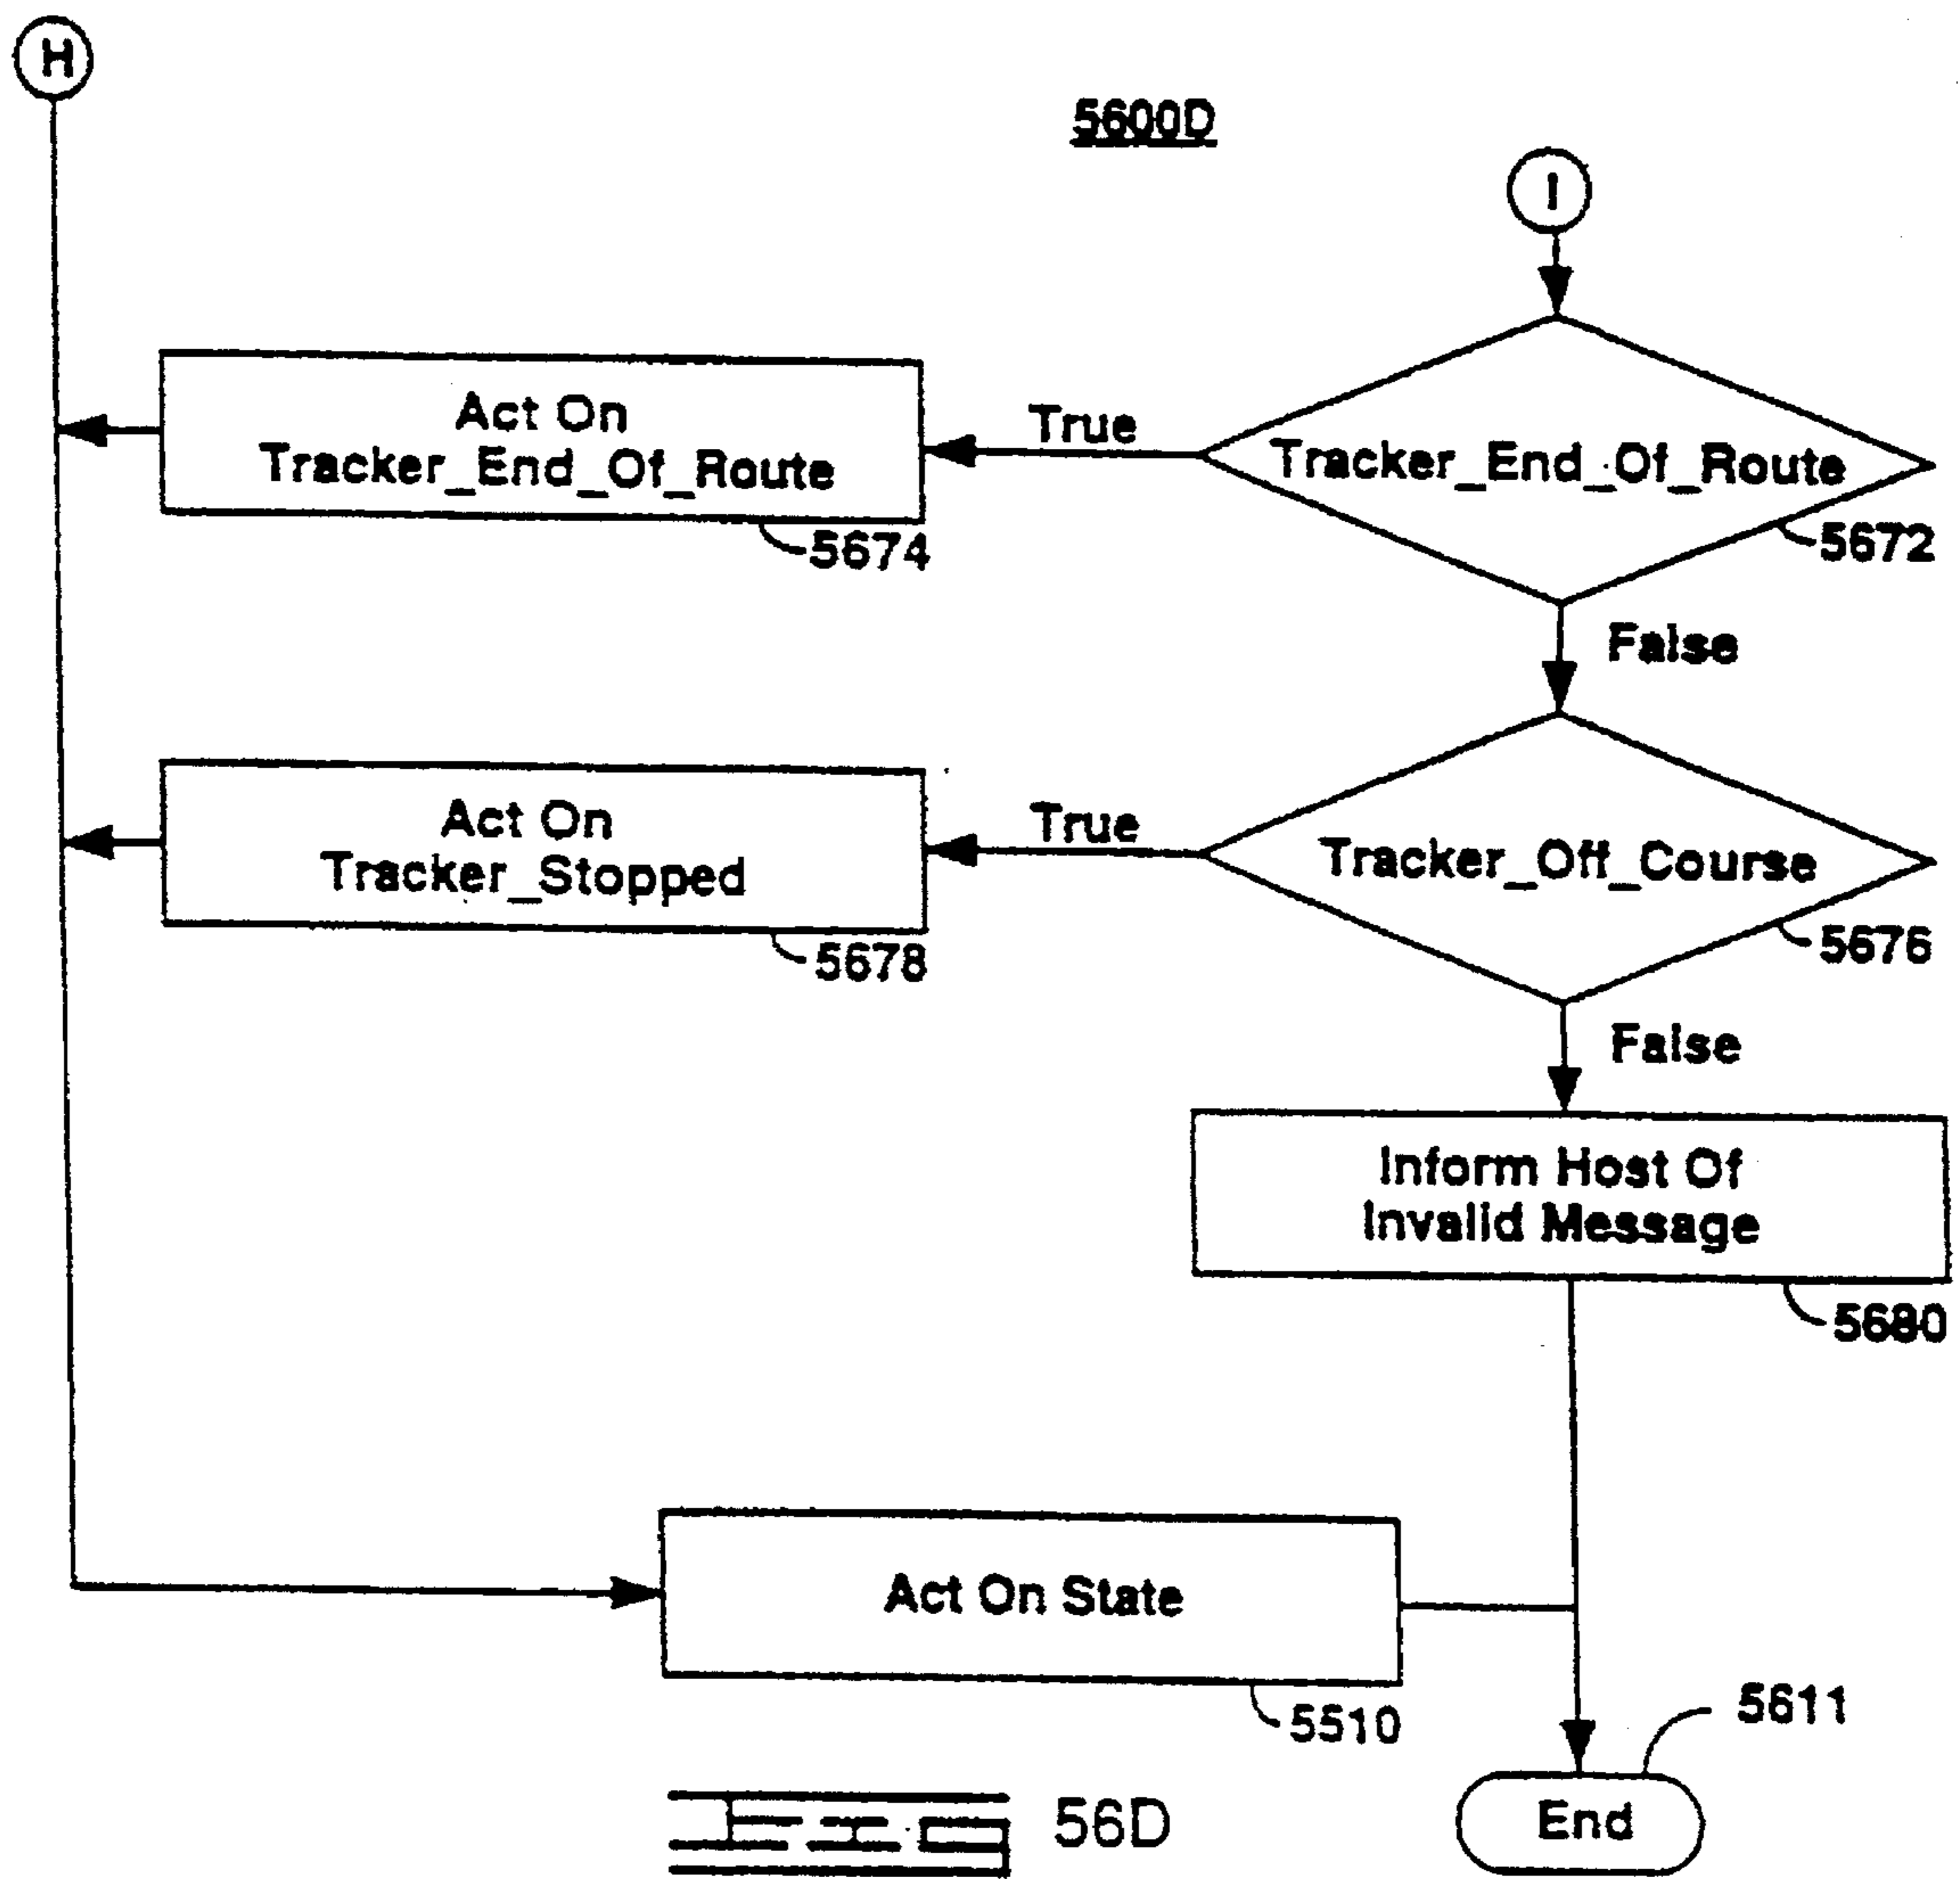 H
5600D
I
Act On
Tracker_End_Of_Route
5674
True
Tracker_End_Of_Route
5672
False
Act On
Tracker_Stopped
5678
True
Tracker_Off_Course
5676
False
Inform Host Of
Invalid Message
5680
Act On State
5510
5611
End
FIG 56D